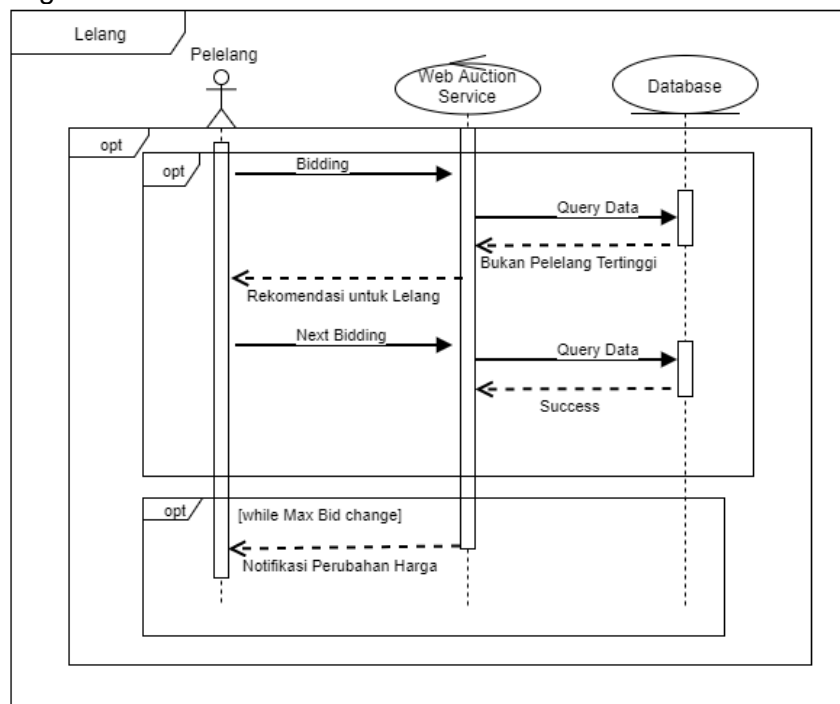 Lelang
Pelelang
Web Auction
Service
Database
opt
opt
Bidding
Query Data
Bukan Pelelang Tertinggi
Rekomendasi untuk Lelang
Next Bidding
Query Data
Success
opt
[while Max Bid change]
Notifikasi Perubahan Harga